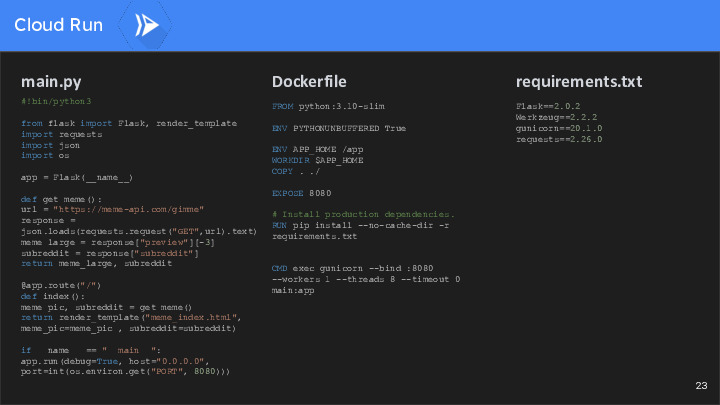 Cloud Run
main.py
#!bin/python3
from flask import Flask, render_template
import requests
import json
import os
app = Flask(__name__)
def get_meme():
url = "https://meme-api.com/gimme"
response =
json.loads(requests.request("GET",url).text)
meme_large = response["preview"][-3]
subreddit = response["subreddit"]
return meme_large, subreddit
@app.route("/")
def index():
meme_pic, subreddit = get_meme()
return render_template("meme_index.html",
meme_pic=meme_pic , subreddit=subreddit)
if __name__ == "__main__":
app.run(debug=True, host="0.0.0.0",
port=int(os.environ.get("PORT", 8080)))
Dockerfile
FROM python:3.10-slim
ENV PYTHONUNBUFFERED True
ENV APP_HOME /app
WORKDIR $APP_HOME
COPY . ./
EXPOSE 8080
# Install production dependencies.
RUN pip install --no-cache-dir -r
requirements.txt
CMD exec gunicorn --bind :8080
--workers 1 --threads 8 --timeout 0
main:app
requirements.txt
Flask==2.0.2
Werkzeug==2.2.2
gunicorn==20.1.0
requests==2.26.0
23